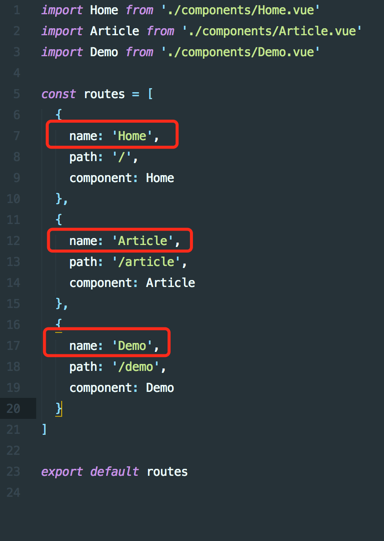 1 import Home from './components/Home.vue'
2 import Article from './components/Article.vue'
3 import Demo from './components/Demo.vue'
4
5 const routes = [
6 {
7 name: 'Home',
8 path: '/',
9 component: Home
10 },
11 {
12 name: 'Article',
13 path: '/article',
14 component: Article
15 },
16 {
17 name: 'Demo',
18 path: '/demo',
19 component: Demo
20 }
21 ]
22
23 export default routes
24